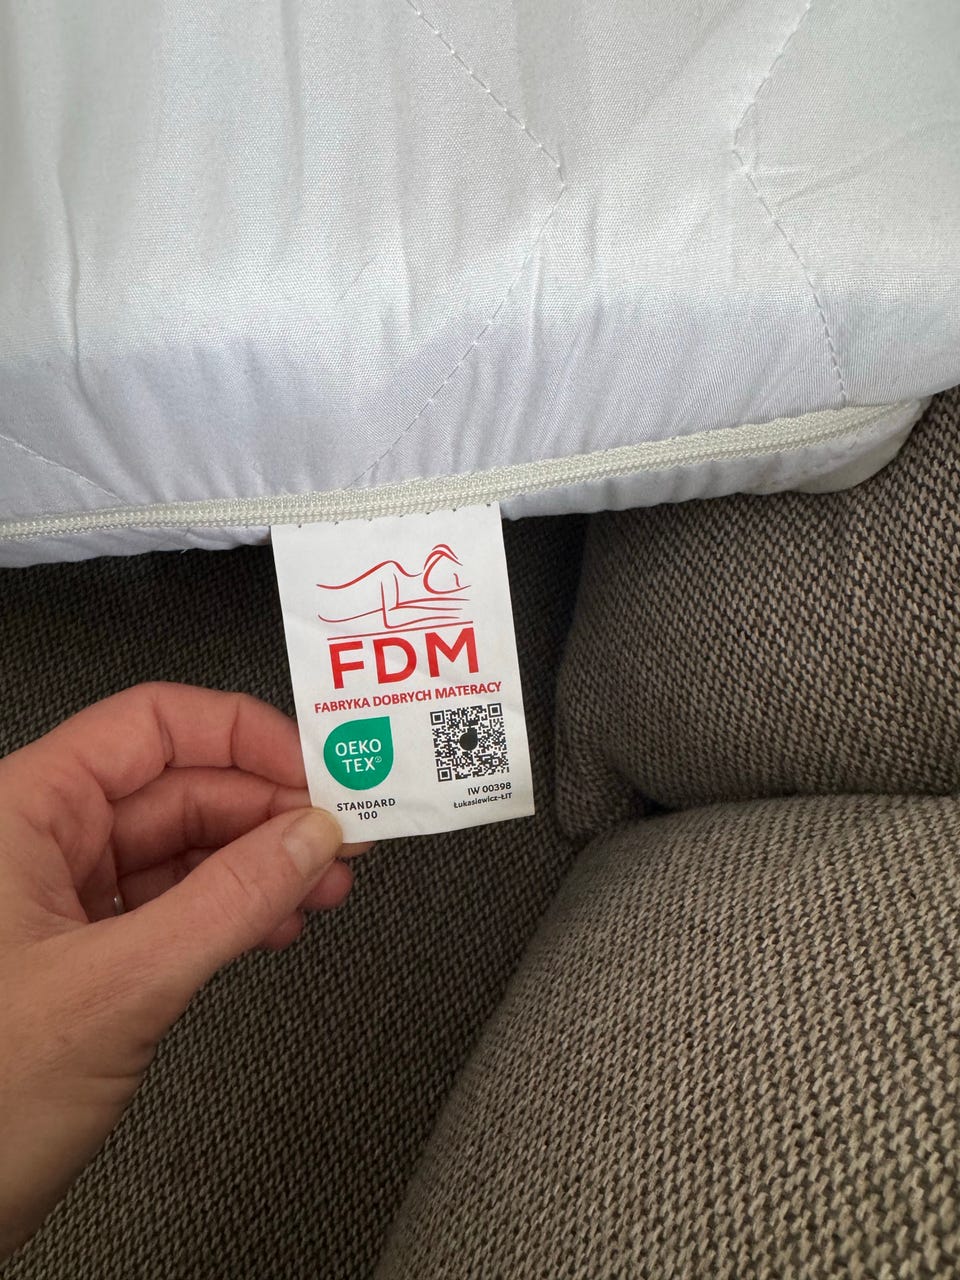 FDM
FABRYKA DOBRYCH MATERACY
OEKO
TEX®
STANDARD
100
IW 00398
Łukasiewicz-ŁIT